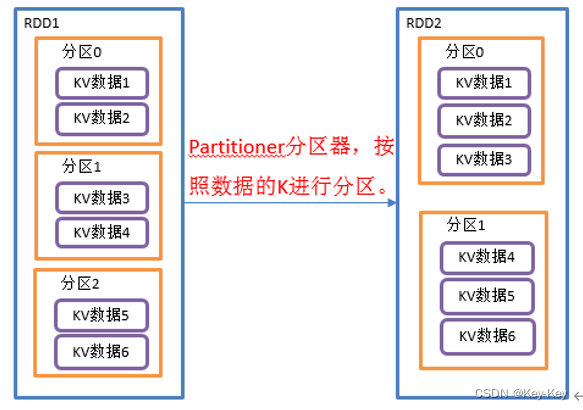 RDD1
分区0
KV数据1
KV数据2
分区1
KV数据3
KV数据4
分区2
KV数据5
KV数据6
Partitioner分区器，按
照数据的K进行分区。
RDD2
分区0
KV数据1
KV数据2
KV数据3
分区1
KV数据4
KV数据5
KV数据6
CSDN @Key-Key